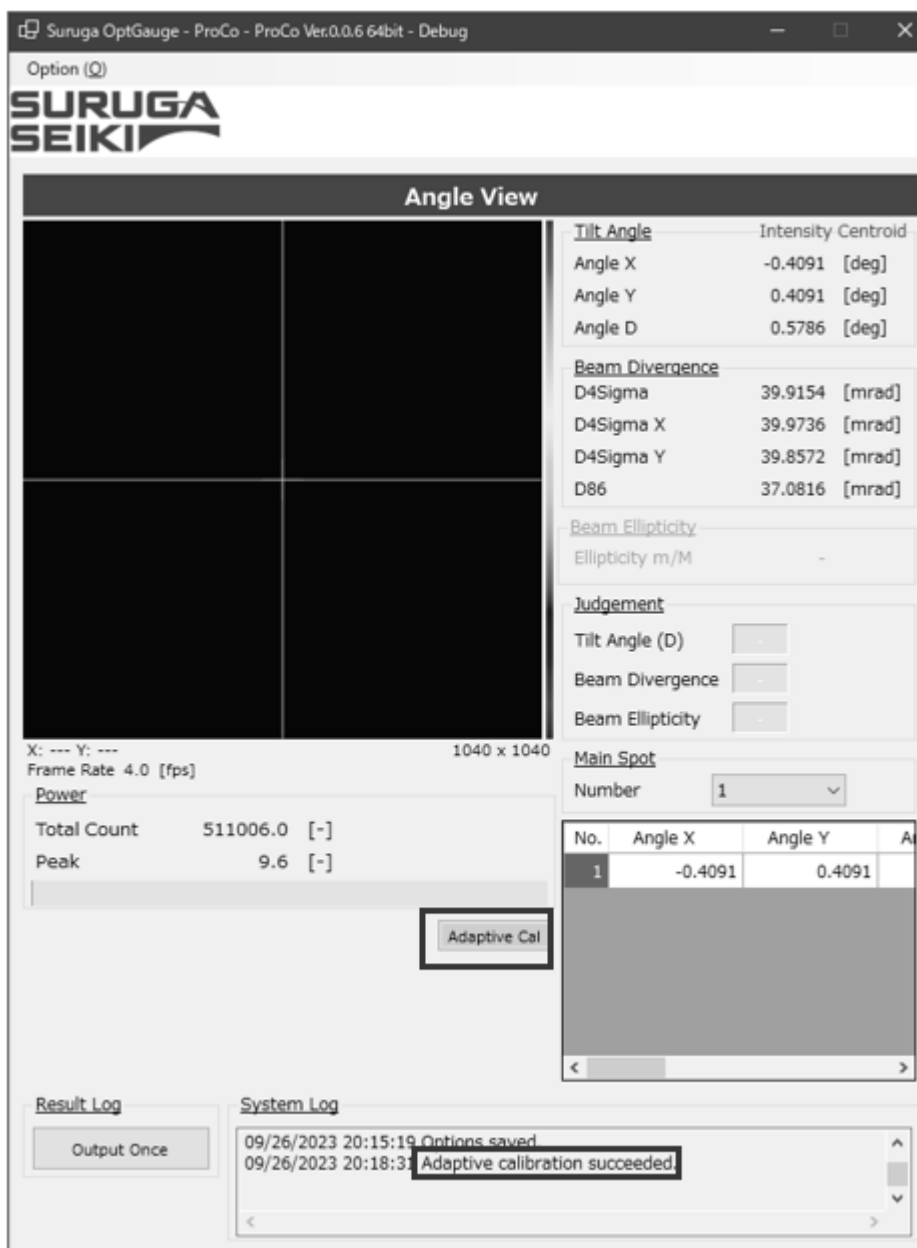 Suruga OptGauge - ProCo - ProCo Ver.0.0.6 64bit - Debug
Option (O)
SURUGA
SEIKI
Angle View
Tilt Angle Intensity Centroid
Angle X -0.4091 [deg]
Angle Y 0.4091 [deg]
Angle D 0.5786 [deg]
Beam Divergence
D4Sigma 39.9154 [mrad]
D4Sigma X 39.9736 [mrad]
D4Sigma Y 39.8572 [mrad]
D86 37.0816 [mrad]
Beam Ellipticity
Ellipticity m/M -
Judgement
Tilt Angle (D) -
Beam Divergence -
Beam Ellipticity -
X: --- Y: --- 1040 x 1040
Frame Rate 4.0 [fps]
Main Spot
Number 1
Power
Total Count 511006.0 [-]
Peak 9.6 [-]
Adaptive Cal
No. Angle X Angle Y
1 -0.4091 0.4091
Result Log
Output Once
System Log
09/26/2023 20:15:19 Options saved.
09/26/2023 20:18:31 Adaptive calibration succeeded.